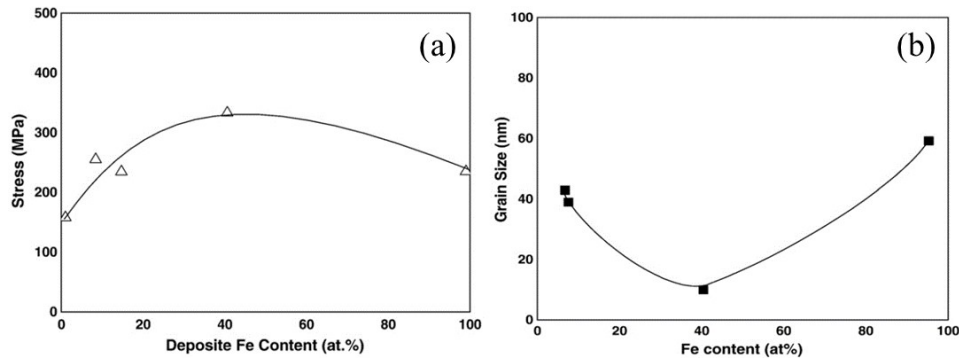 (a)
500
400
300
200
100
0
Stress (MPa)
0 20 40 60 80 100
Deposite Fe Content (at.%)
(b)
100
80
60
40
20
0
Grain Size (nm)
0 20 40 60 80 100
Fe content (at%)